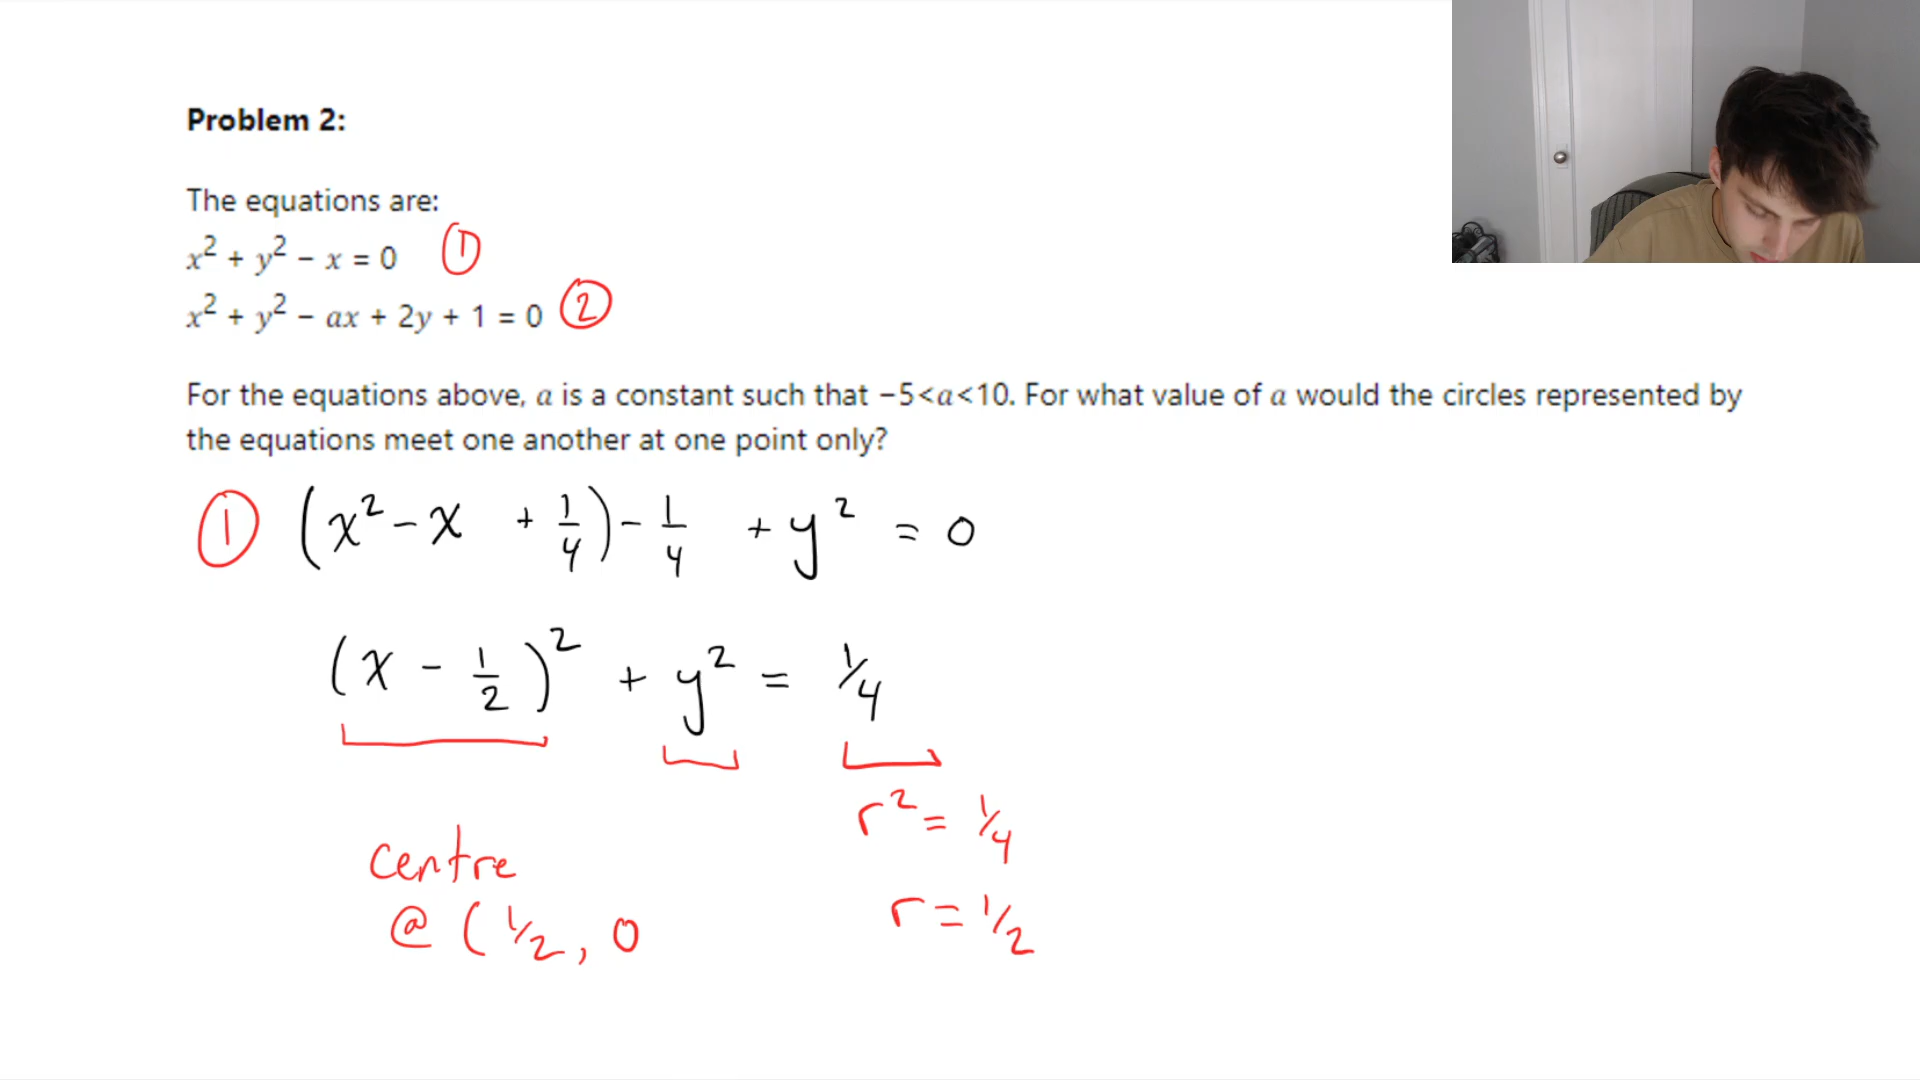 Problem 2:
The equations are:
x² + y² − x = 0 ①
x² + y² − ax + 2y + 1 = 0 ②
For the equations above, a is a constant such that −5<a<10. For what value of a would the circles represented by
the equations meet one another at one point only?
① (x² − x + 1/4) − 1/4 + y² = 0
(x − 1/2)² + y² = 1/4
r² = 1/4
centre
@ (1/2, 0
r = 1/2